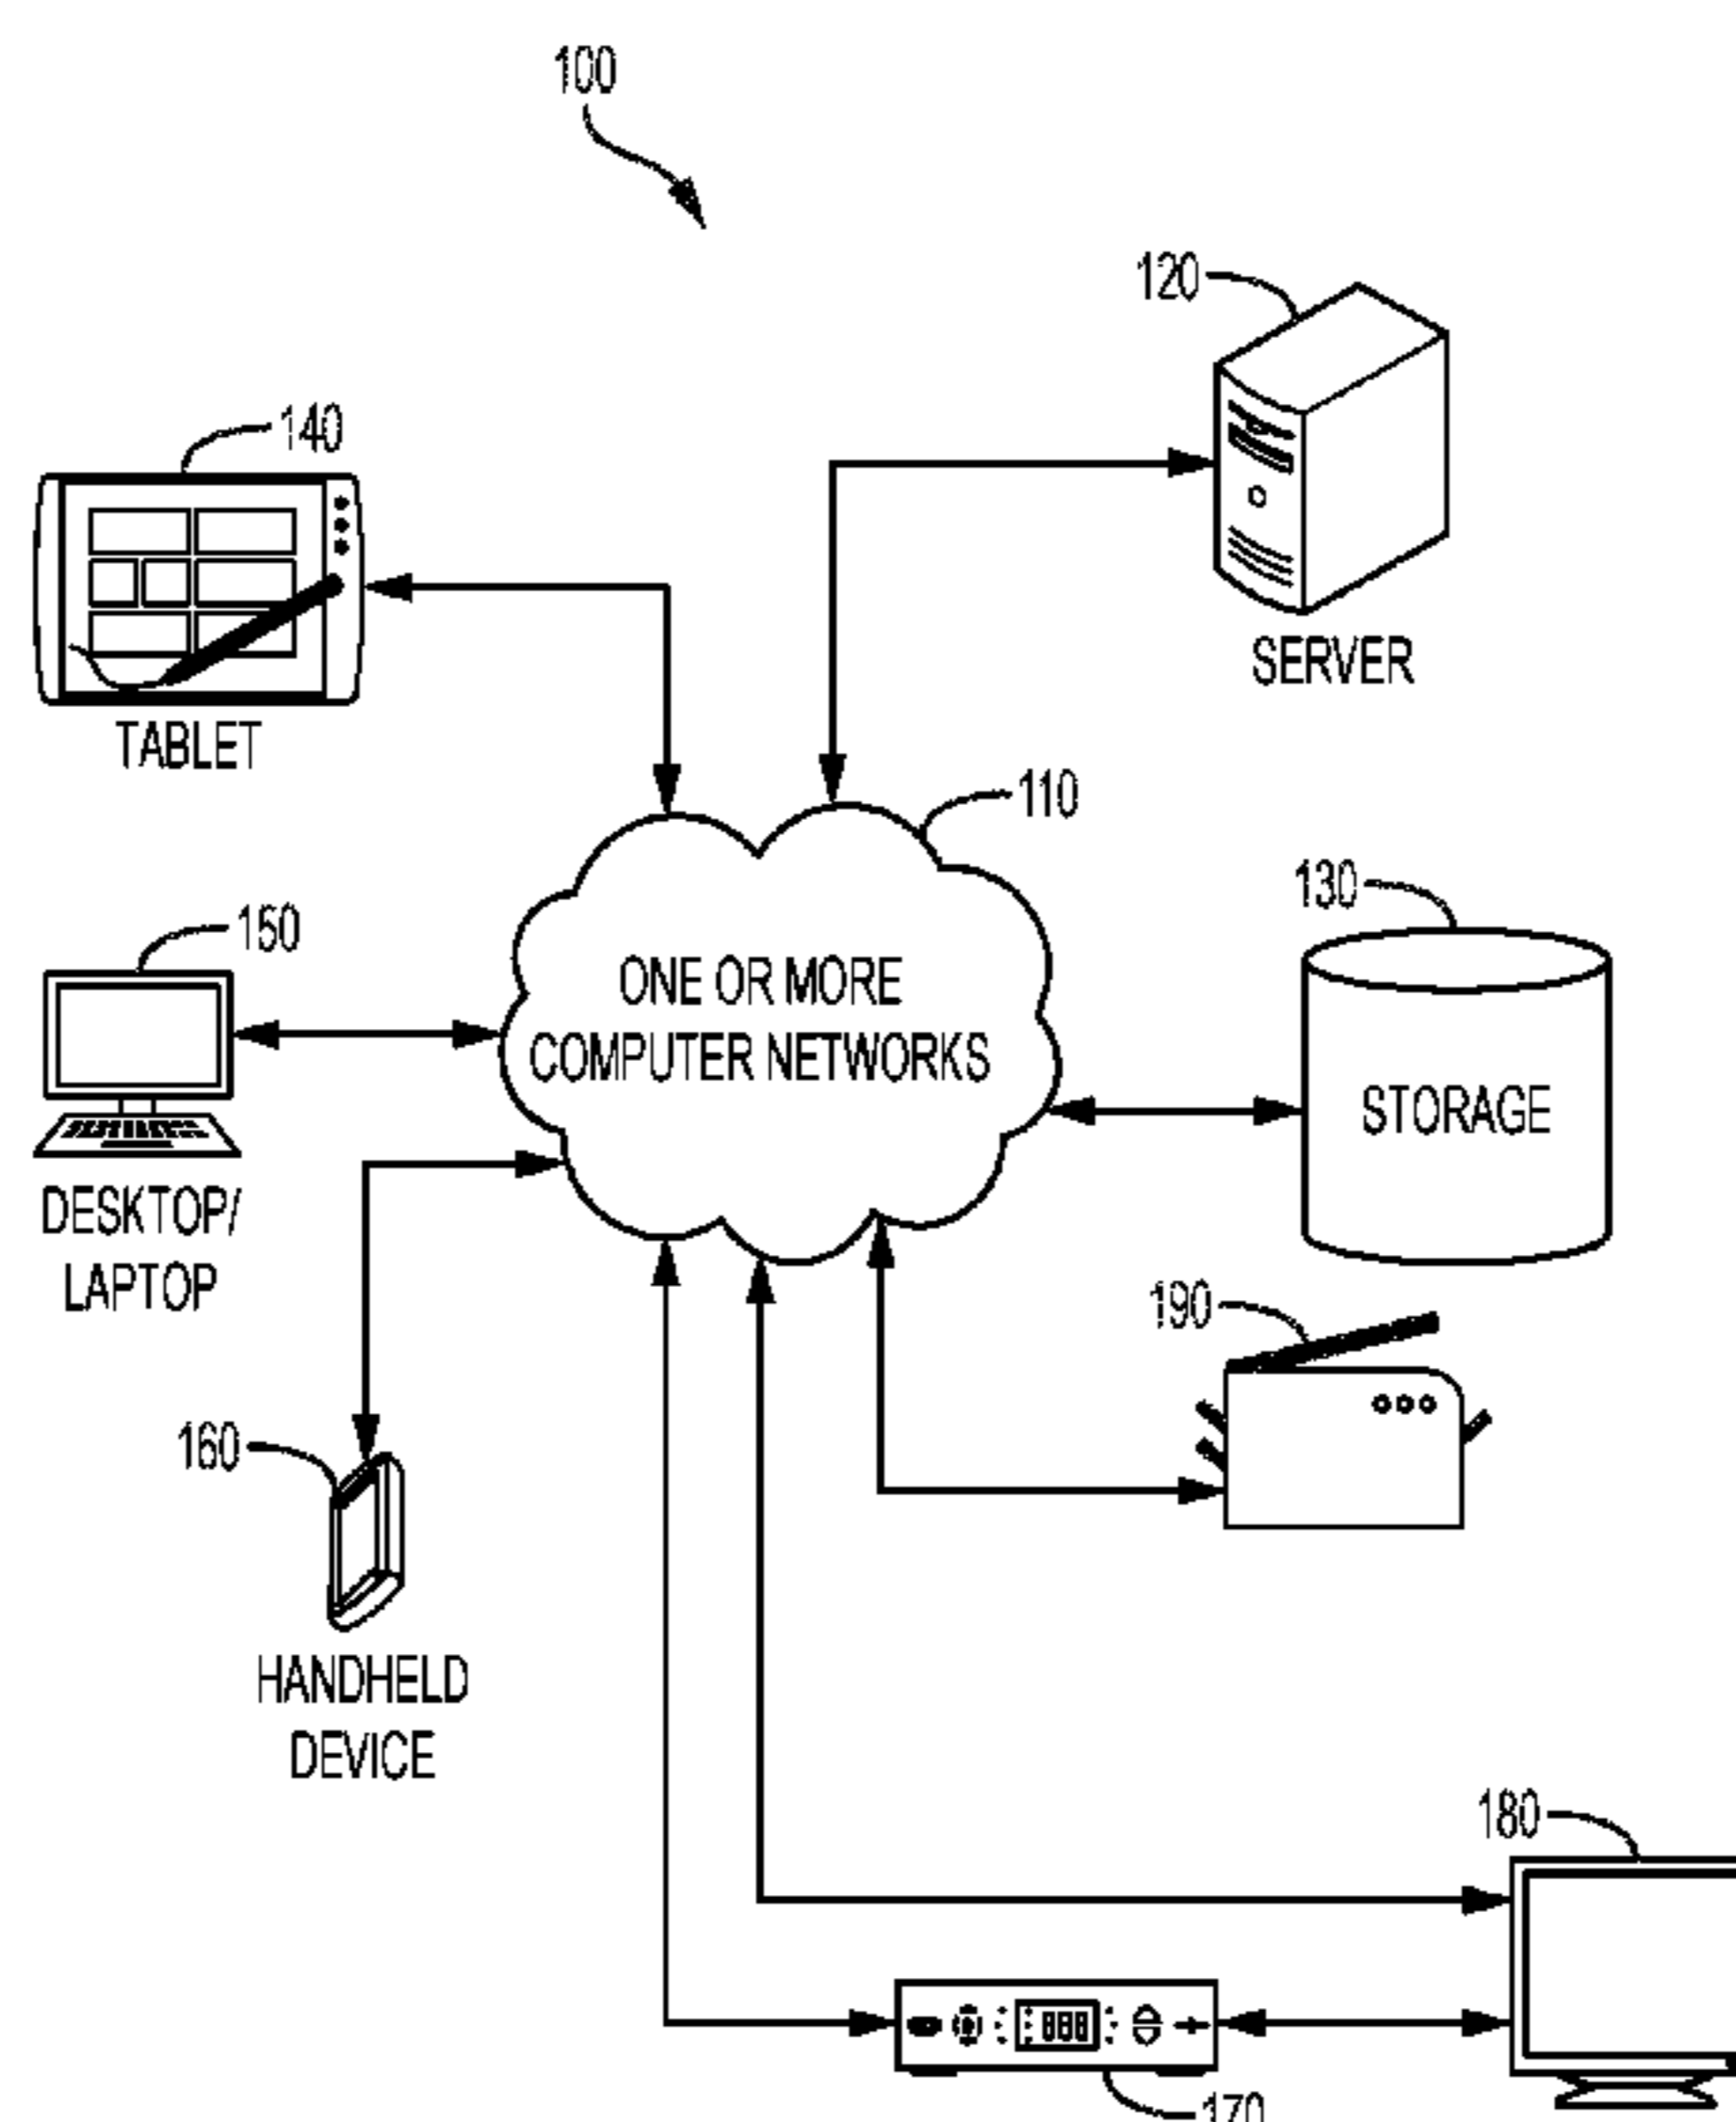 100
120
140
SERVER
TABLET
110
130
150
ONE OR MORE
COMPUTER NETWORKS
STORAGE
DESKTOP/
LAPTOP
190
160
HANDHELD
DEVICE
180
888
170